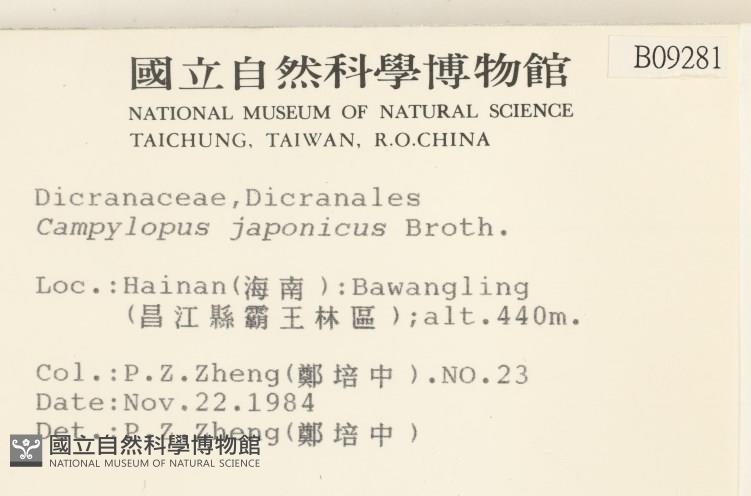 國立自然科學博物館
B09281
NATIONAL MUSEUM OF NATURAL SCIENCE
TAICHUNG, TAIWAN, R.O.CHINA
Dicranaceae,Dicranales
Campylopus japonicus Broth.
Loc.:Hainan(海南):Bawangling
(昌江縣霸王林區);alt.440m.
Col.:P.Z.Zheng(鄭培中).NO.23
Date:Nov.22.1984
Det.:P.Z.Zheng(鄭培中)
國立自然科學博物館
NATIONAL MUSEUM OF NATURAL SCIENCE